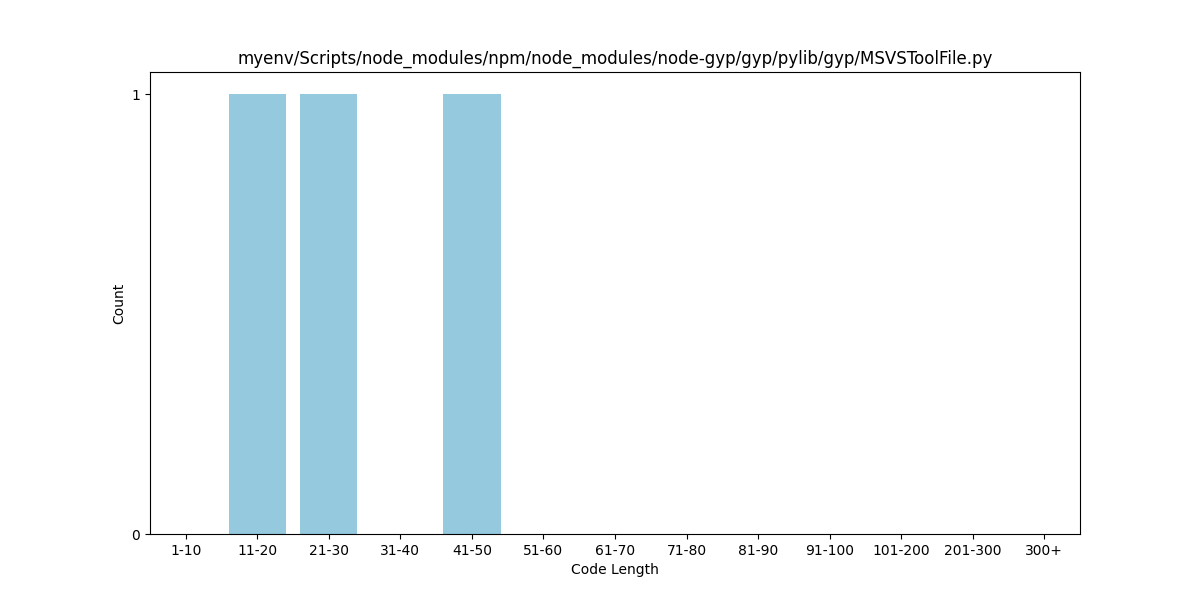 myenv/Scripts/node_modules/npm/node_modules/node-gyp/gyp/pylib/gyp/MSVSToolFile.py
1
Count
0
1-10 11-20 21-30 31-40 41-50 51-60 61-70 71-80 81-90 91-100 101-200 201-300 300+
Code Length